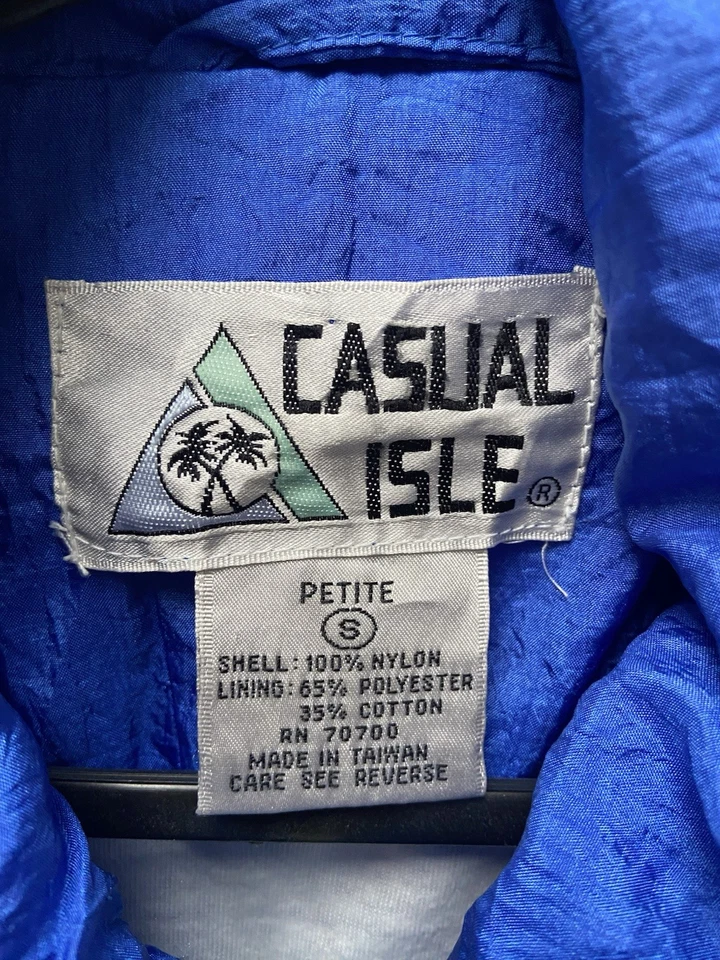 CASUAL
ISLE ®
PETITE
S
SHELL: 100% NYLON
LINING: 65% POLYESTER
35% COTTON
RN 70700
MADE IN TAIWAN
CARE SEE REVERSE